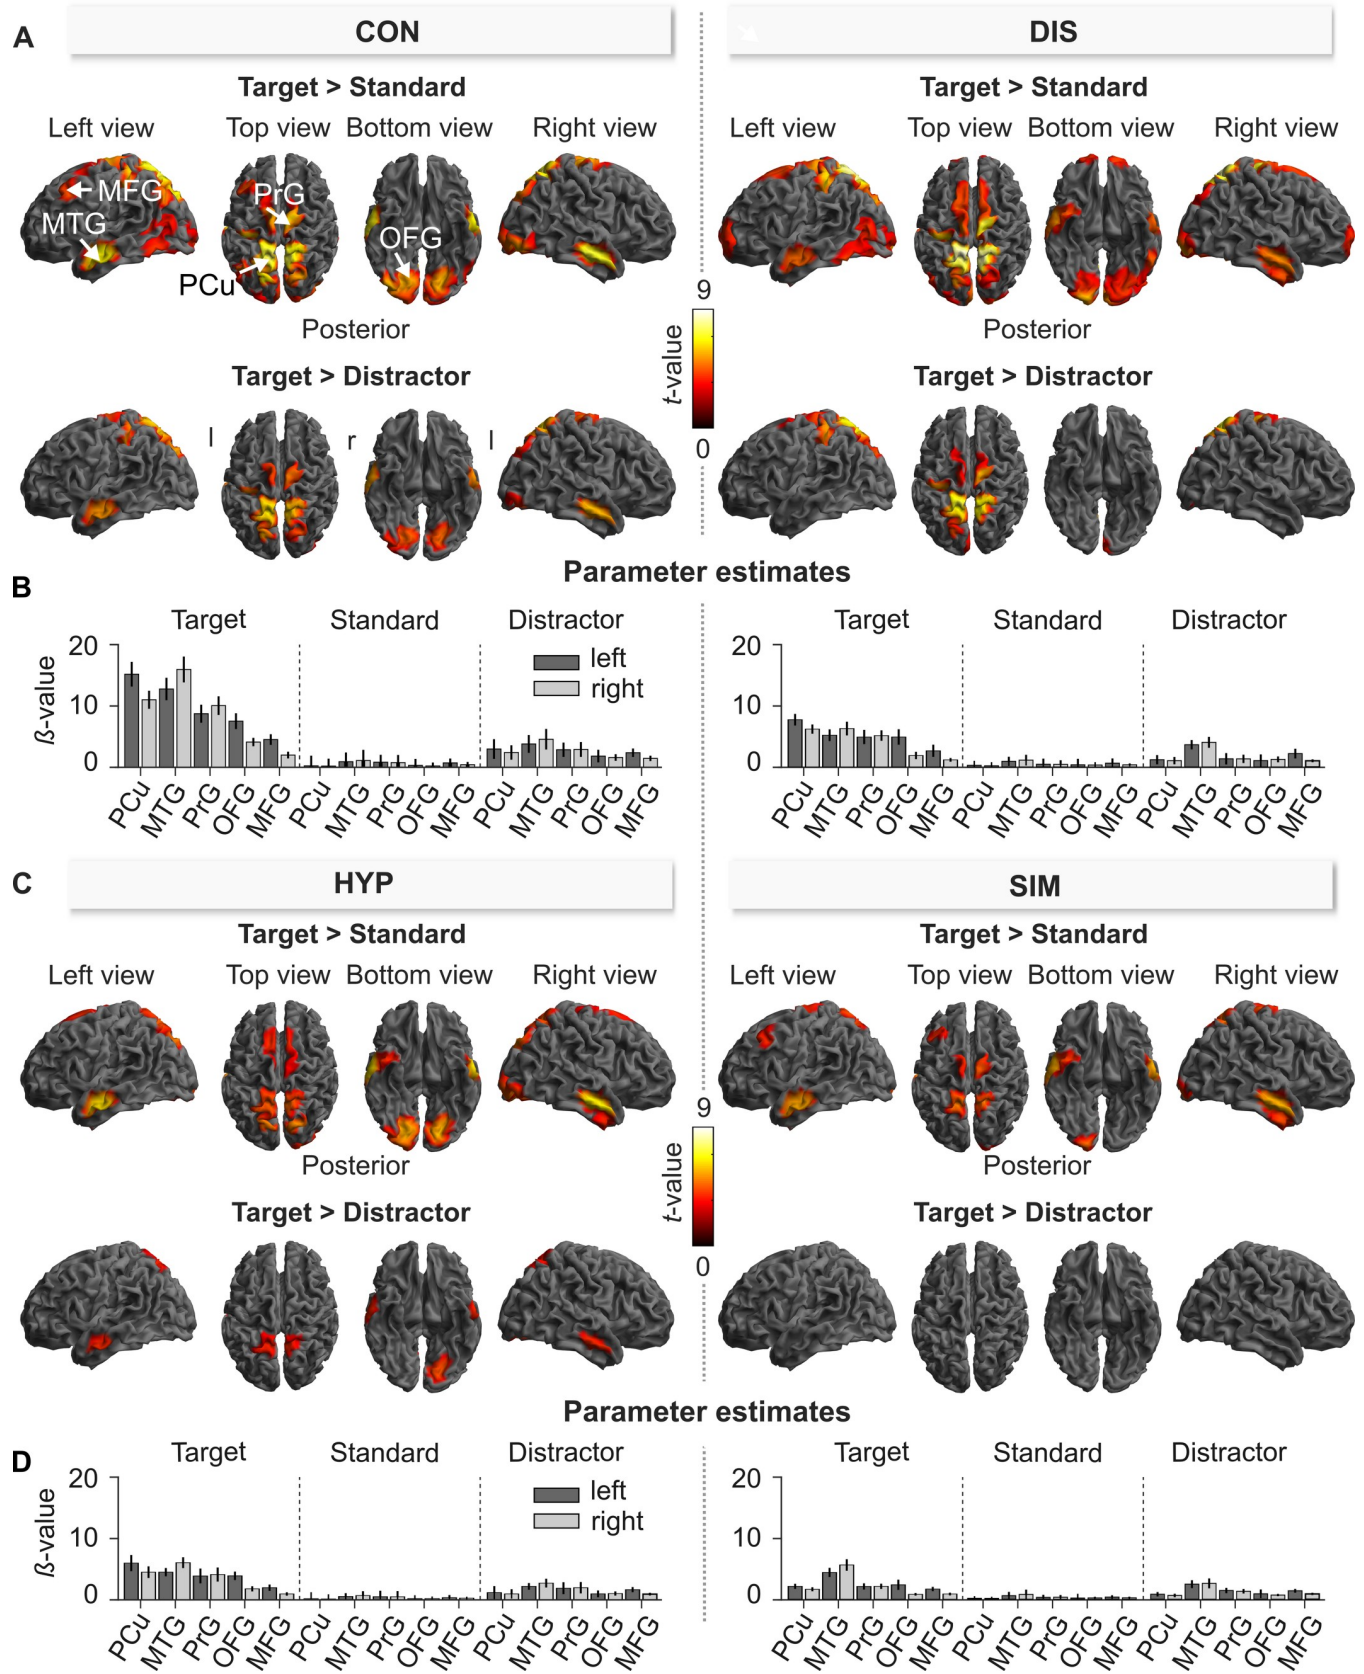 A
CON
DIS
Target > Standard
Target > Standard
Left view Top view Bottom view Right view
Left view Top view Bottom view Right view
MFG
PrG
MTG
OFG
PCu
9
t-value
0
Posterior
Posterior
Target > Distractor
Target > Distractor
l r l
Parameter estimates
B
Target Standard Distractor
Target Standard Distractor
ß-value
20
10
0
left
right
20
10
0
PCu MTG PrG OFG MFG PCu MTG PrG OFG MFG PCu MTG PrG OFG MFG
PCu MTG PrG OFG MFG PCu MTG PrG OFG MFG PCu MTG PrG OFG MFG
C
HYP
SIM
Target > Standard
Target > Standard
Left view Top view Bottom view Right view
Left view Top view Bottom view Right view
9
t-value
0
Posterior
Posterior
Target > Distractor
Target > Distractor
Parameter estimates
D
Target Standard Distractor
Target Standard Distractor
ß-value
20
10
0
left
right
20
10
0
PCu MTG PrG OFG MFG PCu MTG PrG OFG MFG PCu MTG PrG OFG MFG
PCu MTG PrG OFG MFG PCu MTG PrG OFG MFG PCu MTG PrG OFG MFG